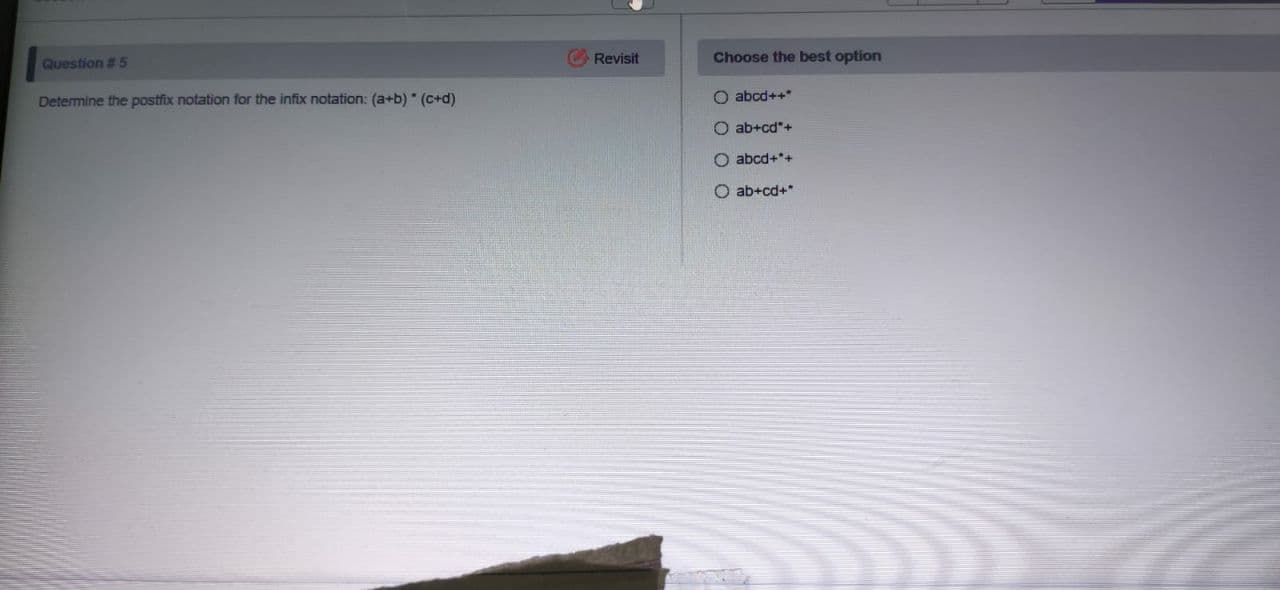 Question # 5
Revisit
Determine the postfix notation for the infix notation: (a+b) * (c+d)
Choose the best option
abcd++*
ab+cd*+
abcd+*+
ab+cd+*